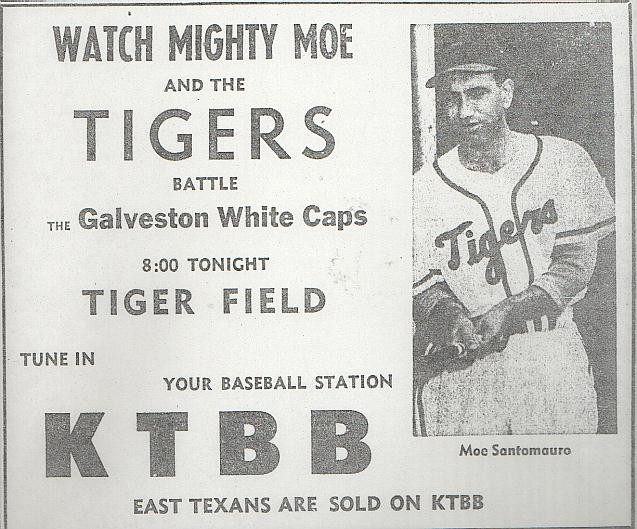 WATCH MIGHTY MOE
AND THE
TIGERS
BATTLE
THE Galveston White Caps
8:00 TONIGHT
TIGER FIELD
TUNE IN
YOUR BASEBALL STATION
KTBB
EAST TEXANS ARE SOLD ON KTBB
Tigers
Moe Santomauro